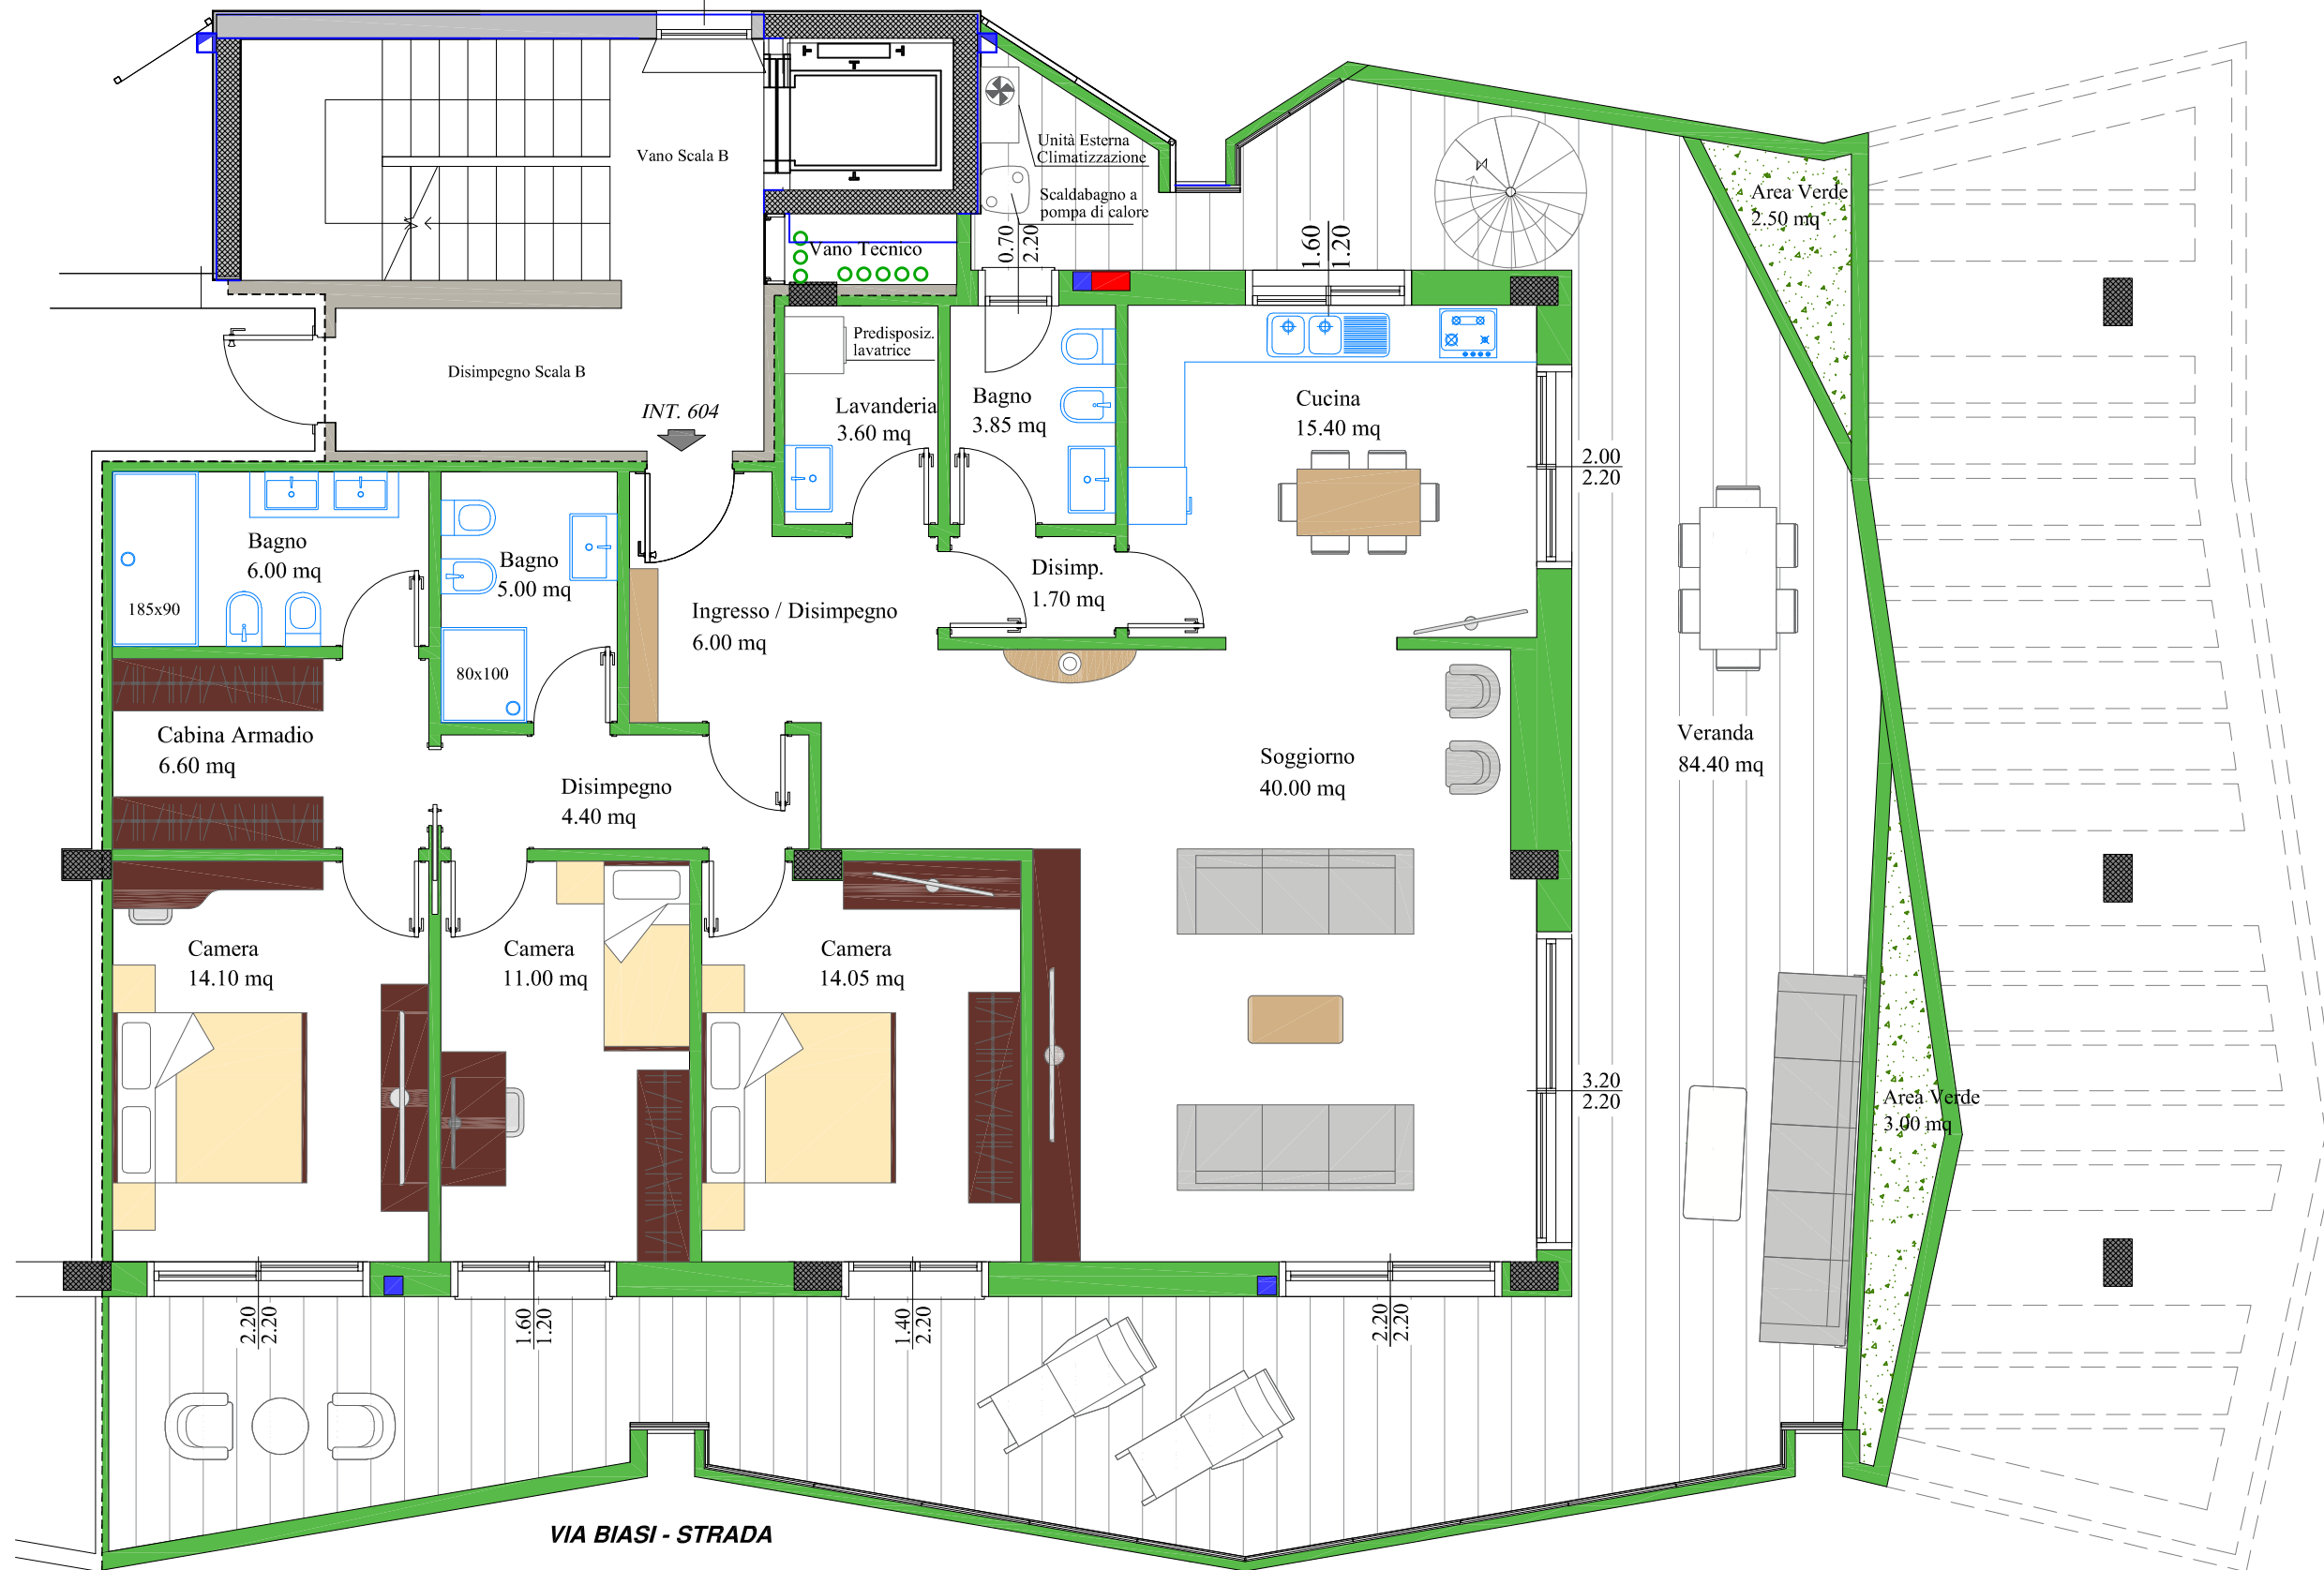 Vano Scala B
Unità Esterna
Climatizzazione
Scaldabagno a
pompa di calore
Area Verde
2.50 mq
Vano Tecnico
0.70
2.20
1.60
1.20
Predisposiz.
lavatrice
Disimpegno Scala B
INT. 604
Lavanderia
3.60 mq
Bagno
3.85 mq
Cucina
15.40 mq
2.00
2.20
Bagno
6.00 mq
185x90
Bagno
5.00 mq
80x100
Ingresso / Disimpegno
6.00 mq
Disimp.
1.70 mq
Cabina Armadio
6.60 mq
Disimpegno
4.40 mq
Soggiorno
40.00 mq
Veranda
84.40 mq
Camera
14.10 mq
Camera
11.00 mq
Camera
14.05 mq
3.20
2.20
Area Verde
3.00 mq
2.20
2.20
1.60
1.20
1.40
2.20
2.20
2.20
VIA BIASI - STRADA